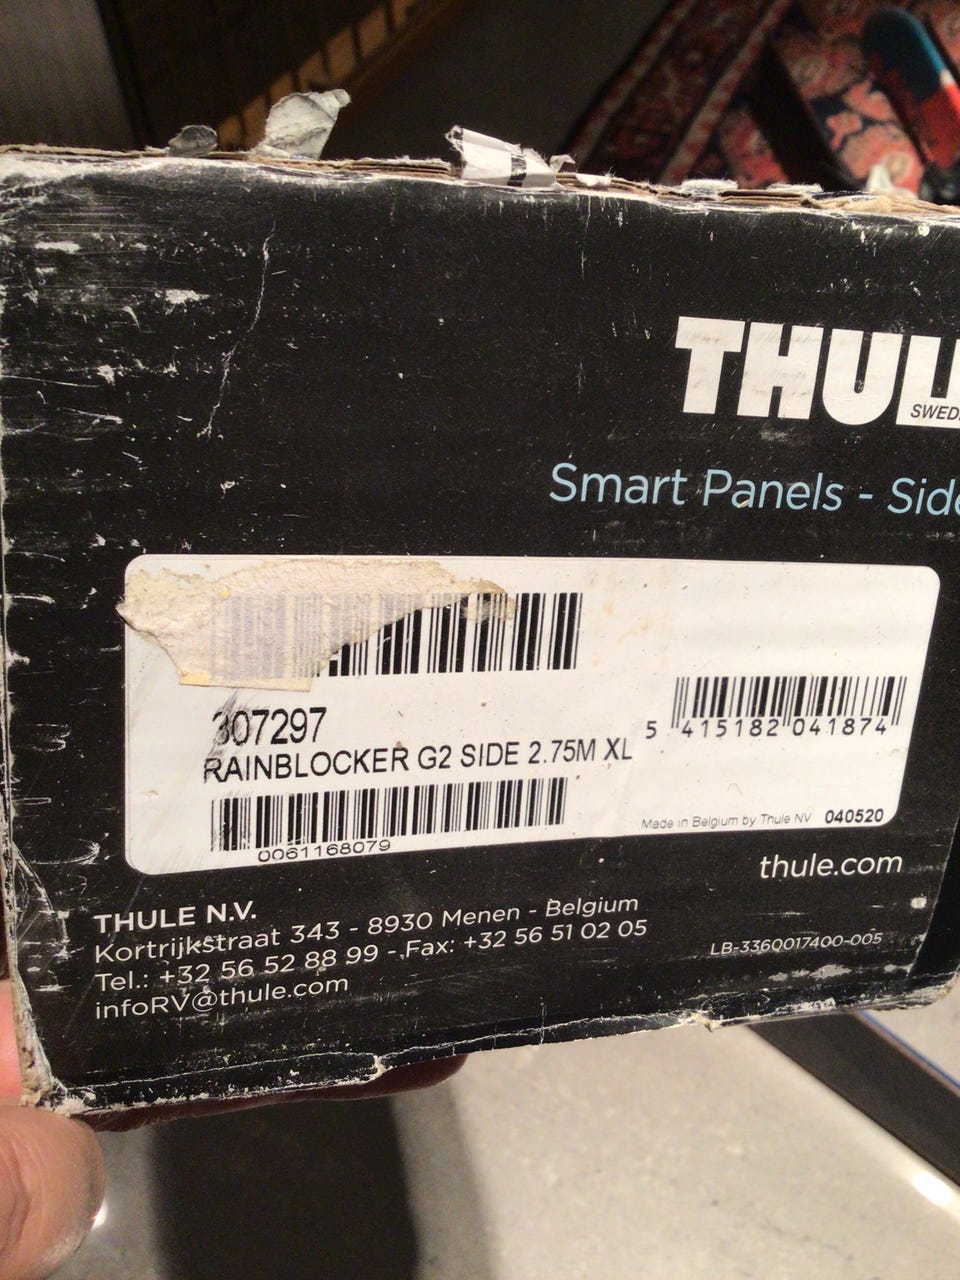 THUL
SWED
Smart Panels - Side
307297
RAINBLOCKER G2 SIDE 2.75M XL
5 415182 041874
0061168079
Made in Belgium by Thule NV 040520
thule.com
THULE N.V.
Kortrijkstraat 343 - 8930 Menen - Belgium
Tel.: +32 56 52 88 99 - Fax: +32 56 51 02 05
infoRV@thule.com
LB-3360017400-005